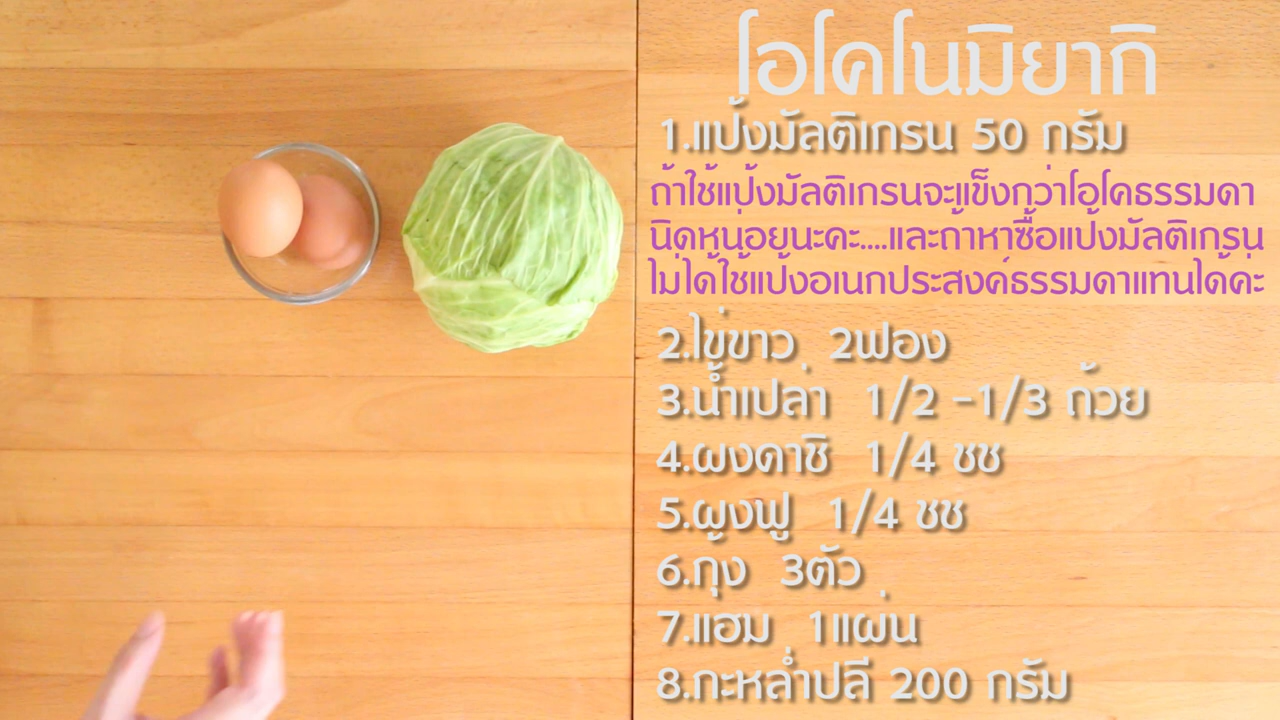 โอโคโนมิยากิ
1.แป้งมัลติเกรน 50 กรัม
ถ้าใช้แป้งมัลติเกรนจะแข็งกว่าโอโคธรรมดา
นิดหน่อยนะคะ....และถ้าหาซื้อแป้งมัลติเกรน
ไม่ได้ใช้แป้งอเนกประสงค์ธรรมดาแทนได้ค่ะ
2.ไข่ขาว 2ฟอง
3.น้ำเปล่า 1/2 -1/3 ถ้วย
4.ผงดาชิ 1/4 ชช
5.ผงฟู 1/4 ชช
6.กุ้ง 3ตัว
7.แฮม 1แผ่น
8.กะหล่ำปลี 200 กรัม